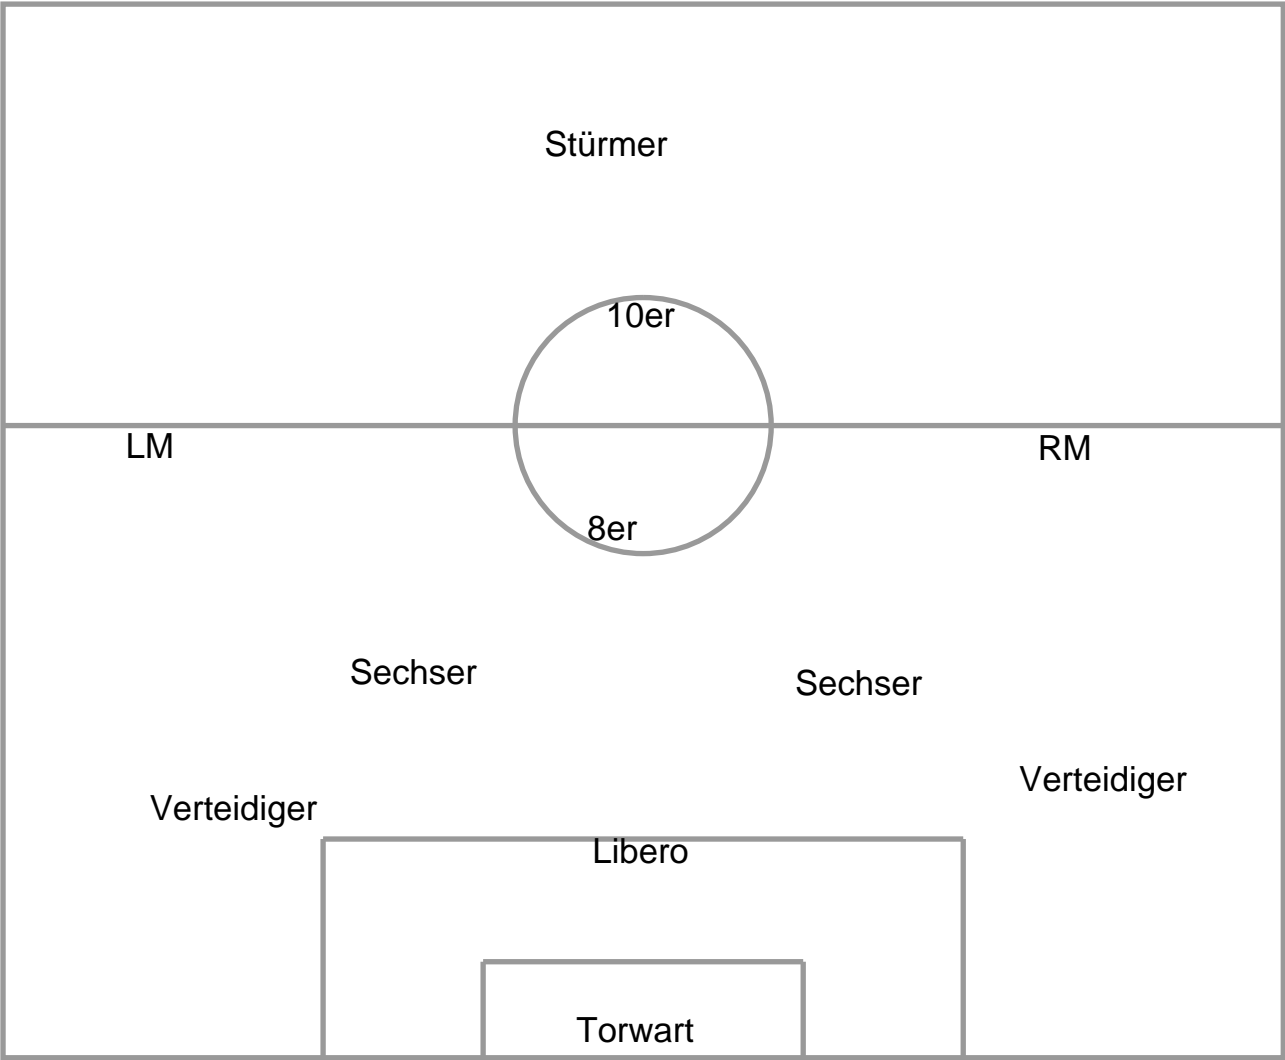 Stürmer
10er
LM
RM
8er
Sechser
Sechser
Verteidiger
Verteidiger
Libero
Torwart